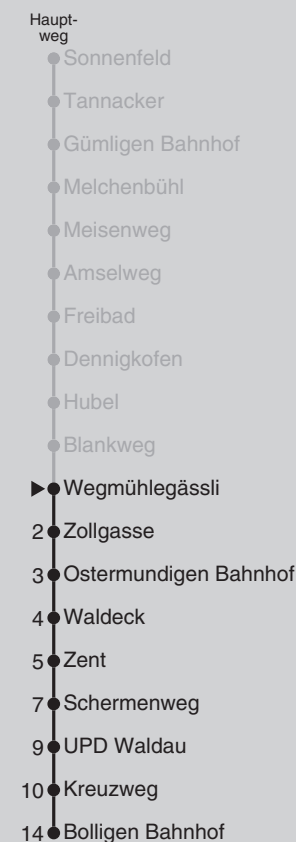 Haupt-
weg
Sonnenfeld
Tannacker
Gümligen Bahnhof
Melchenbühl
Meisenweg
Amselweg
Freibad
Dennigkofen
Hubel
Blankweg
Wegmühlegässli
2 Zollgasse
3 Ostermundigen Bahnhof
4 Waldeck
5 Zent
7 Schermenweg
9 UPD Waldau
10 Kreuzweg
14 Bolligen Bahnhof